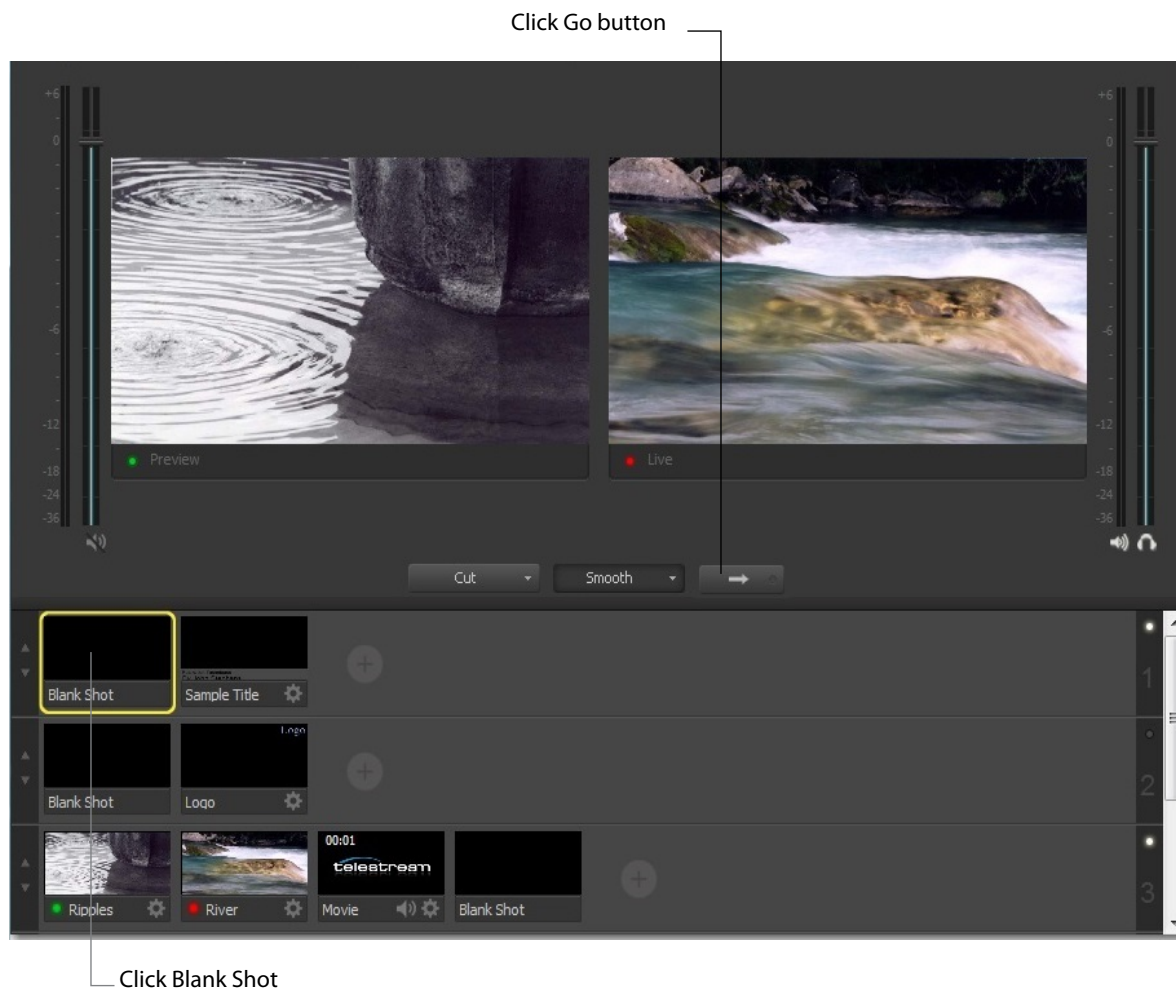 Click Go button
+6
-
0
-6
-12
-18
-24
-36
+6
-
0
-6
-12
-18
-24
-36
Preview
Live
Cut
Smooth
Blank Shot
Sample Title
1
Logo
Blank Shot
Logo
2
00:01
telestream
Ripples
River
Movie
Blank Shot
3
Click Blank Shot